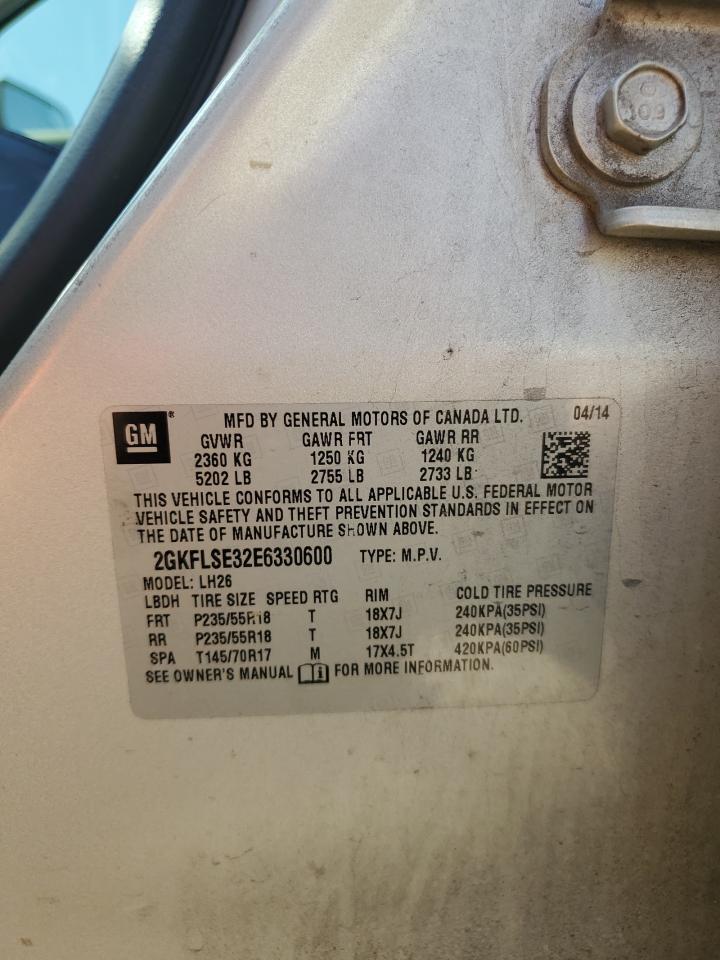 10.9
GM ® MFD BY GENERAL MOTORS OF CANADA LTD. 04/14
GVWR GAWR FRT GAWR RR
2360 KG 1250 KG 1240 KG
5202 LB 2755 LB 2733 LB
THIS VEHICLE CONFORMS TO ALL APPLICABLE U.S. FEDERAL MOTOR
VEHICLE SAFETY AND THEFT PREVENTION STANDARDS IN EFFECT ON
THE DATE OF MANUFACTURE SHOWN ABOVE.
2GKFLSE32E6330600 TYPE: M.P.V.
MODEL: LH26
LBDH TIRE SIZE SPEED RTG RIM COLD TIRE PRESSURE
FRT P235/55R18 T 18X7J 240KPA(35PSI)
RR P235/55R18 T 18X7J 240KPA(35PSI)
SPA T145/70R17 M 17X4.5T 420KPA(60PSI)
SEE OWNER'S MANUAL FOR MORE INFORMATION.